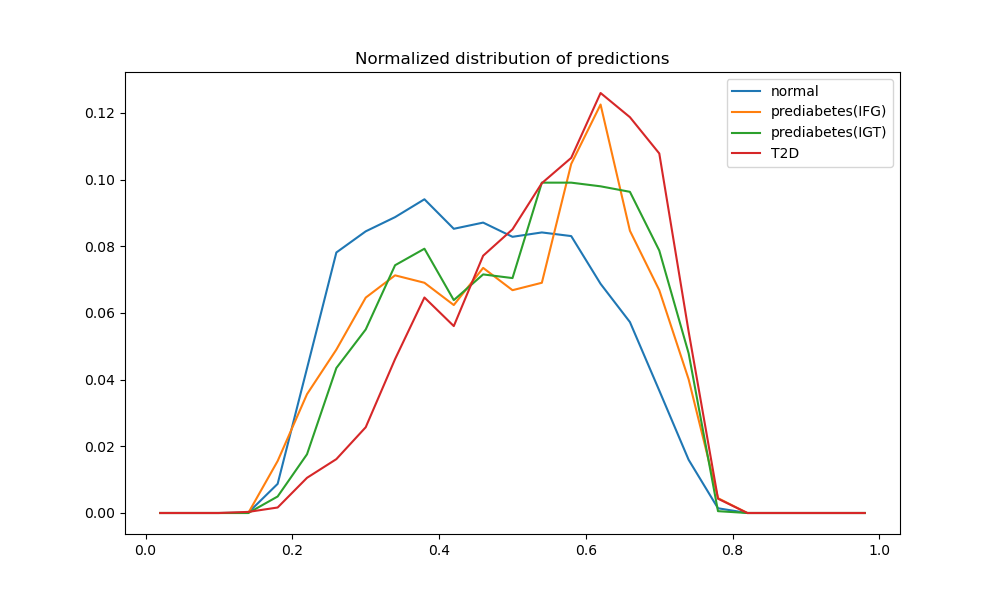 Normalized distribution of predictions
normal
prediabetes(IFG)
prediabetes(IGT)
T2D
0.12
0.10
0.08
0.06
0.04
0.02
0.00
0.0 0.2 0.4 0.6 0.8 1.0